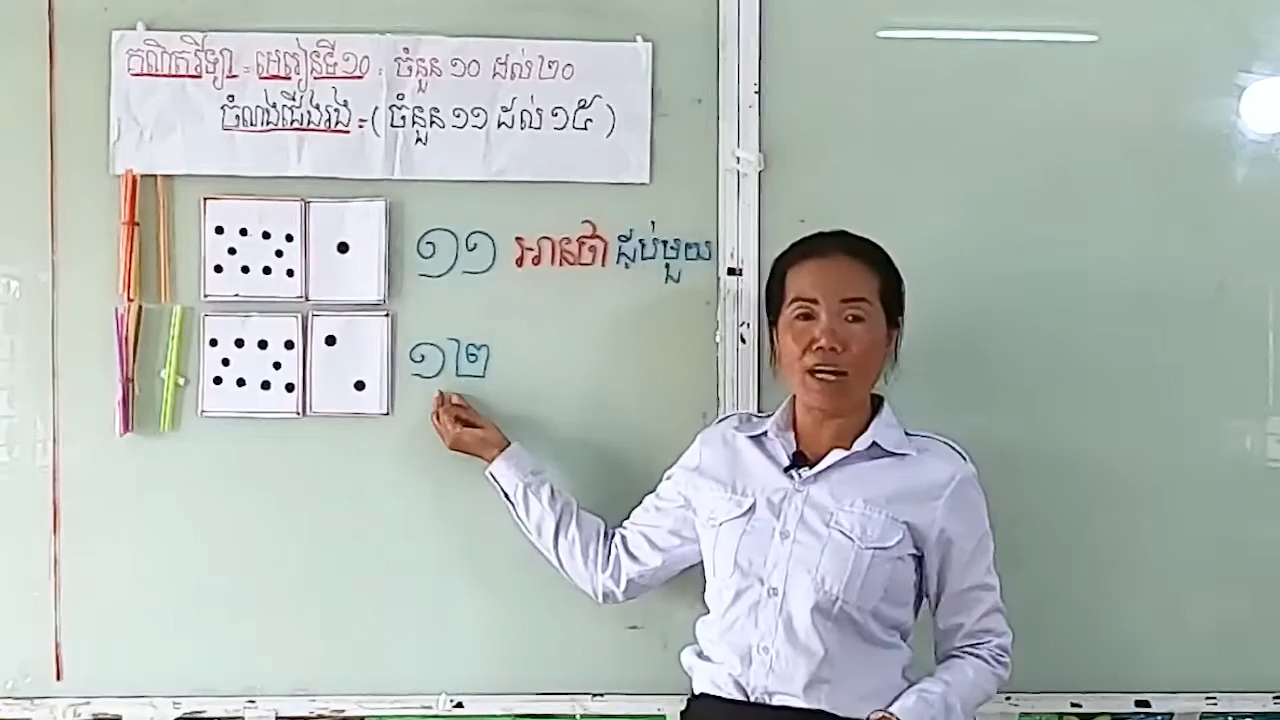 គណិតវិទ្យា = មេរៀនទី១០ : ចំនួន ១០ ដល់ ២០
ចំណងជើងរង = ( ចំនួន ១១ ដល់ ១៥ )
១១ អានថា ដប់មួយ
១២